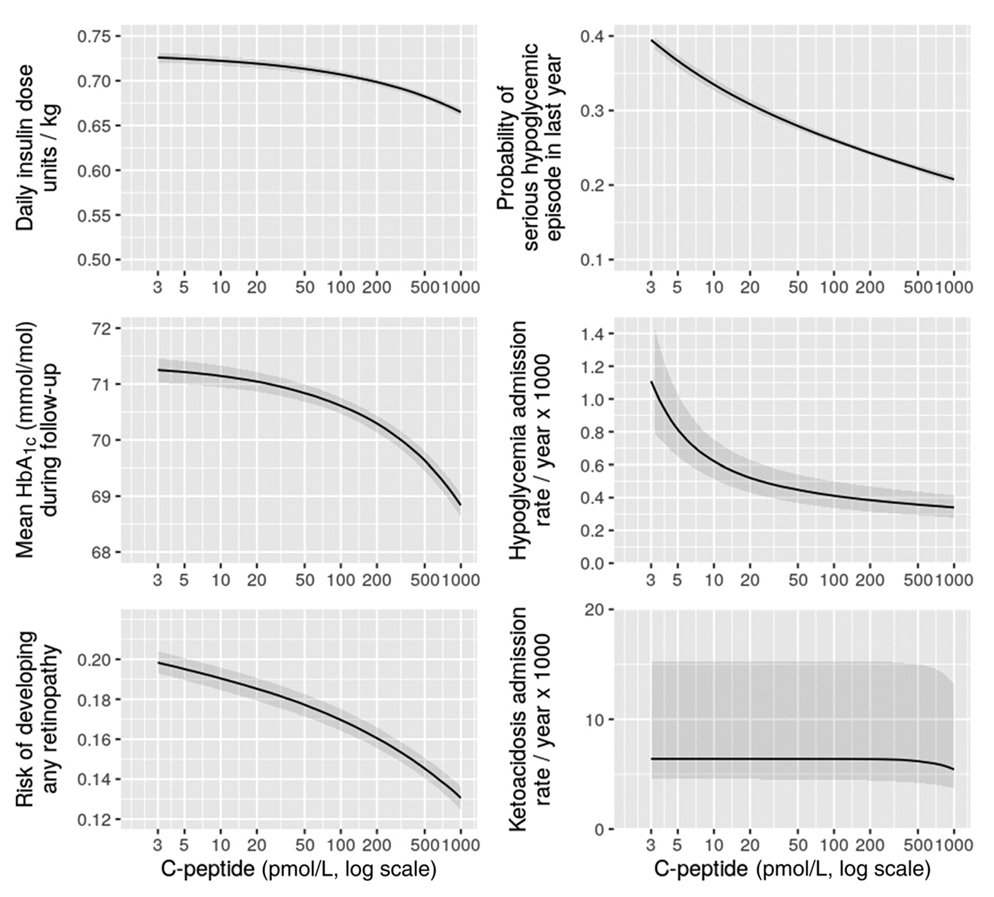 Daily insulin dose
units / kg
0.75
0.70
0.65
0.60
0.55
0.50
3 5 10 20 50 100 200 500 1000
Probability of
serious hypoglycemic
episode in last year
0.4
0.3
0.2
0.1
3 5 10 20 50 100 200 500 1000
Mean HbA1c (mmol/mol)
during follow-up
72
71
70
69
68
3 5 10 20 50 100 200 500 1000
Hypoglycemia admission
rate / year x 1000
1.4
1.2
1.0
0.8
0.6
0.4
0.2
0.0
3 5 10 20 50 100 200 500 1000
Risk of developing
any retinopathy
0.20
0.18
0.16
0.14
0.12
3 5 10 20 50 100 200 500 1000
C-peptide (pmol/L, log scale)
Ketoacidosis admission
rate / year x 1000
20
10
0
3 5 10 20 50 100 200 500 1000
C-peptide (pmol/L, log scale)